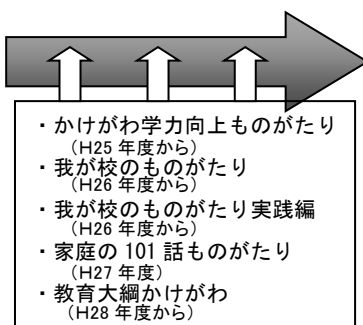 ・かけがわ学力向上ものがたり
（H25 年度から）
・我が校のものがたり
（H26 年度から）
・我が校のものがたり実践編
（H26 年度から）
・家庭の 101 話ものがたり
（H27 年度）
・教育大綱かけがわ
（H28 年度から）